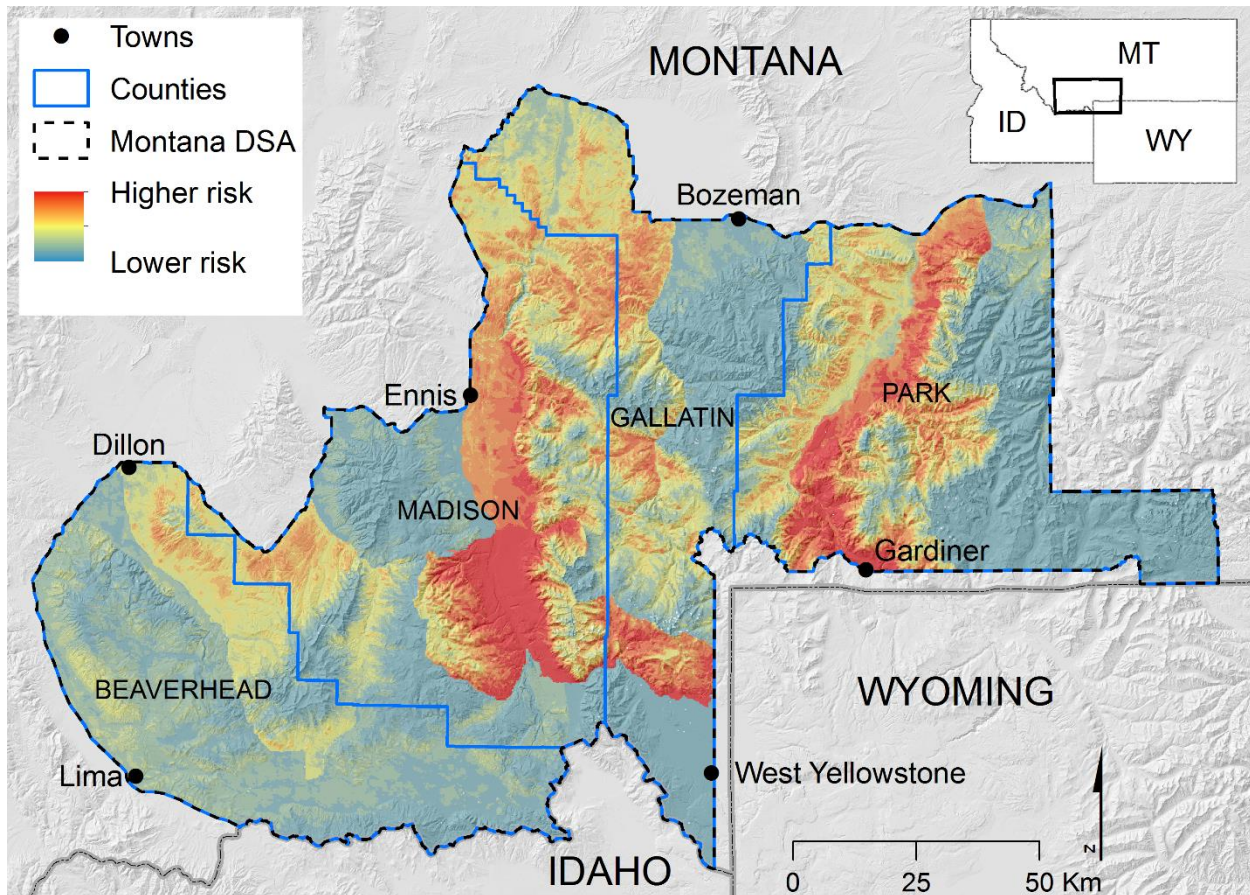 Towns
Counties
Montana DSA
Higher risk
Lower risk
MONTANA
MT
ID
WY
Bozeman
Ennis
GALLATIN
PARK
Dillon
MADISON
Gardiner
BEAVERHEAD
WYOMING
Lima
West Yellowstone
IDAHO
0 25 50 Km
N